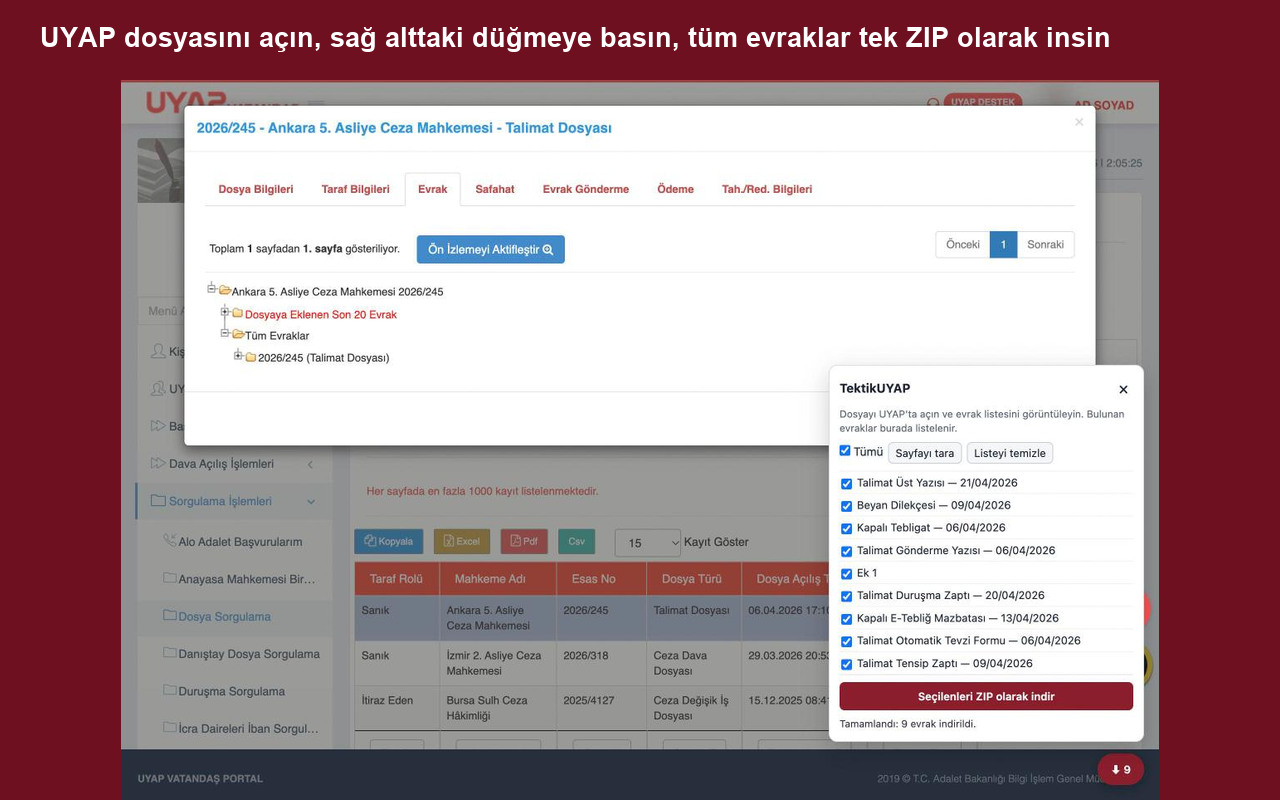 UYAP dosyasını açın, sağ alttaki düğmeye basın, tüm evraklar tek ZIP olarak insin
UYAP
UYAP DESTEK
AD SOYAD
2026/245 - Ankara 5. Asliye Ceza Mahkemesi - Talimat Dosyası
×
| 2:05:25
Dosya Bilgileri
Taraf Bilgileri
Evrak
Safahat
Evrak Gönderme
Ödeme
Tah./Red. Bilgileri
Toplam 1 sayfadan 1. sayfa gösteriliyor.
Ön İzlemeyi Aktifleştir
Önceki
1
Sonraki
Ankara 5. Asliye Ceza Mahkemesi 2026/245
Dosyaya Eklenen Son 20 Evrak
Tüm Evraklar
2026/245 (Talimat Dosyası)
Menü
Kiş
UY
Ba
Dava Açılış İşlemleri
Sorgulama İşlemleri
Alo Adalet Başvurularım
Anayasa Mahkemesi Bir...
Dosya Sorgulama
Danıştay Dosya Sorgulama
Duruşma Sorgulama
İcra Daireleri İban Sorgul...
Her sayfada en fazla 1000 kayıt listelenmektedir.
Kopyala
Excel
Pdf
Csv
15
Kayıt Göster
Taraf Rolü
Mahkeme Adı
Esas No
Dosya Türü
Dosya Açılış T
Sanık
Ankara 5. Asliye
Ceza Mahkemesi
2026/245
Talimat Dosyası
06.04.2026 17:10
Sanık
İzmir 2. Asliye Ceza
Mahkemesi
2026/318
Ceza Dava
Dosyası
29.03.2026 20:53
İtiraz Eden
Bursa Sulh Ceza
Hâkimliği
2025/4127
Ceza Değişik İş
Dosyası
15.12.2025 08:4
TektikUYAP
×
Dosyayı UYAP'ta açın ve evrak listesini görüntüleyin. Bulunan
evraklar burada listelenir.
Tümü
Sayfayı tara
Listeyi temizle
Talimat Üst Yazısı — 21/04/2026
Beyan Dilekçesi — 09/04/2026
Kapalı Tebligat — 06/04/2026
Talimat Gönderme Yazısı — 06/04/2026
Ek 1
Talimat Duruşma Zaptı — 20/04/2026
Kapalı E-Tebliğ Mazbatası — 13/04/2026
Talimat Otomatik Tevzi Formu — 06/04/2026
Talimat Tensip Zaptı — 09/04/2026
Seçilenleri ZIP olarak indir
Tamamlandı: 9 evrak indirildi.
UYAP VATANDAŞ PORTAL
2019 © T.C. Adalet Bakanlığı Bilgi İşlem Genel Mü
9